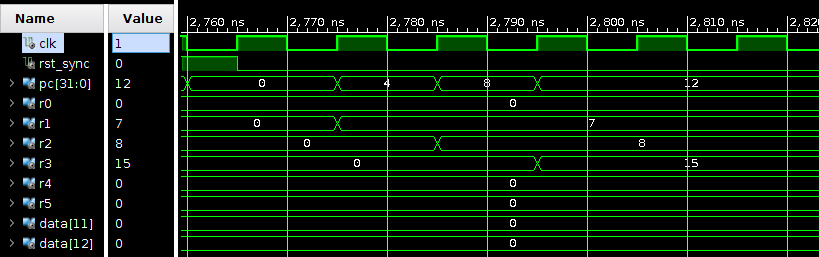 Name Value 2,760 ns 2,770 ns 2,780 ns 2,790 ns 2,800 ns 2,810 ns 2,820
clk 1
rst_sync 0
pc[31:0] 12 0 4 8 12
r0 0 0
r1 7 0 7
r2 8 0 8
r3 15 0 15
r4 0 0
r5 0 0
data[11] 0 0
data[12] 0 0